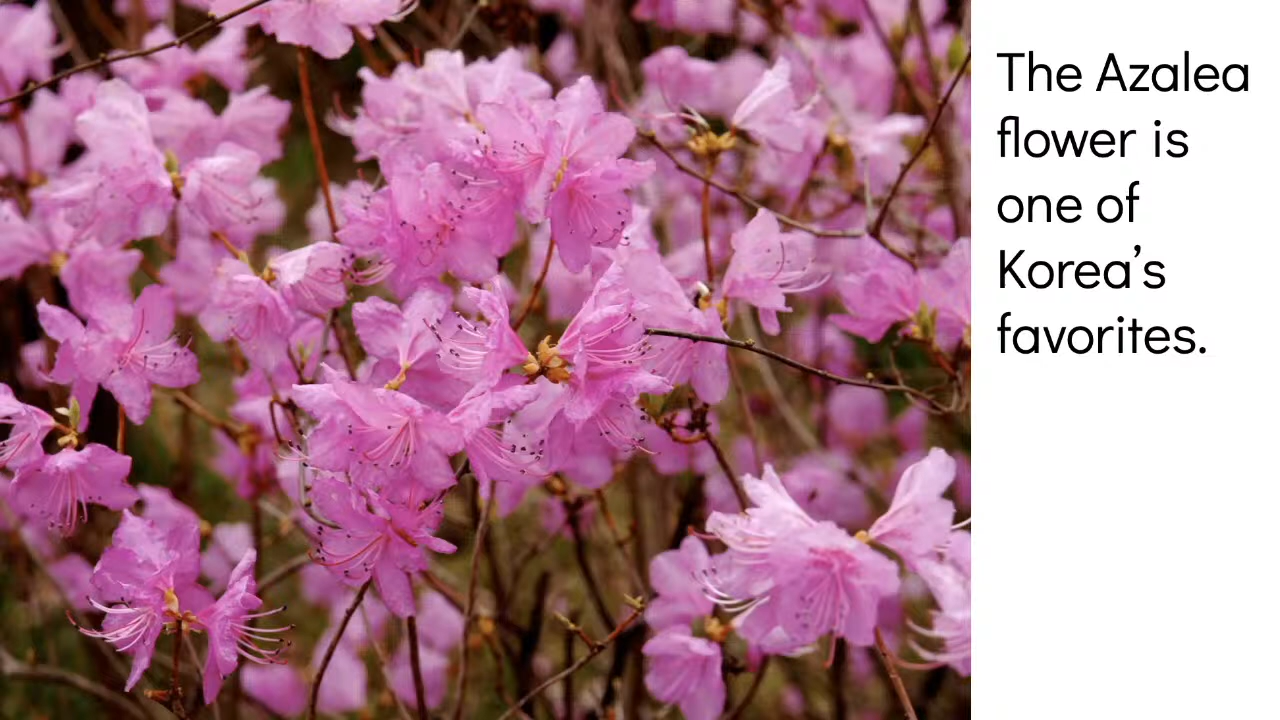 The Azalea
flower is
one of
Korea’s
favorites.